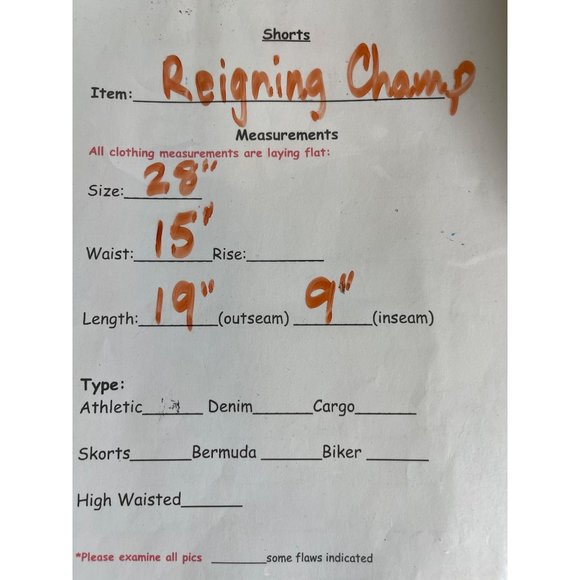 Shorts
Item: Reigning Champ
Measurements
All clothing measurements are laying flat:
Size: 28"
Waist: 15" Rise:
Length: 19" (outseam) 9" (inseam)
Type:
Athletic Denim Cargo
Skorts Bermuda Biker
High Waisted
*Please examine all pics some flaws indicated